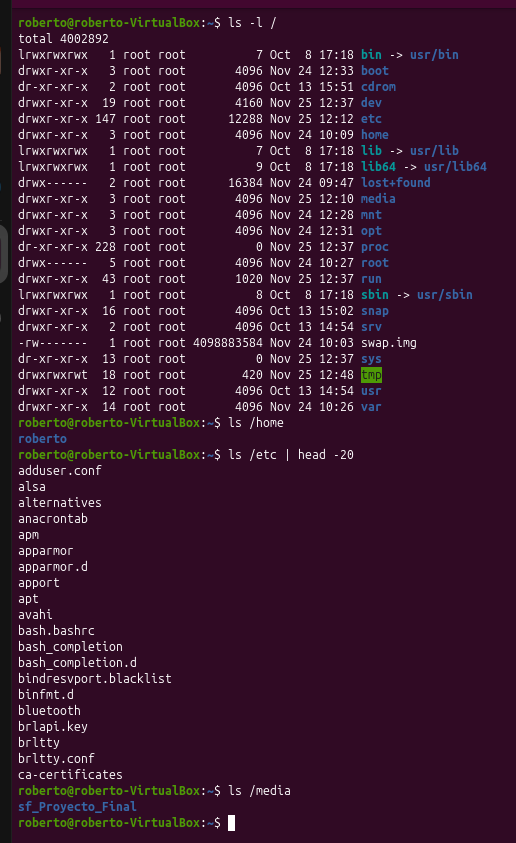 roberto@roberto-VirtualBox:~$ ls -l /
total 4002892
lrwxrwxrwx   1 root root          7 Oct  8 17:18 bin -> usr/bin
drwxr-xr-x   3 root root       4096 Nov 24 12:33 boot
dr-xr-xr-x   2 root root       4096 Oct 13 15:51 cdrom
drwxr-xr-x  19 root root       4160 Nov 25 12:37 dev
drwxr-xr-x 147 root root      12288 Nov 25 12:12 etc
drwxr-xr-x   3 root root       4096 Nov 24 10:09 home
lrwxrwxrwx   1 root root          7 Oct  8 17:18 lib -> usr/lib
lrwxrwxrwx   1 root root          9 Oct  8 17:18 lib64 -> usr/lib64
drwx------   2 root root      16384 Nov 24 09:47 lost+found
drwxr-xr-x   3 root root       4096 Nov 25 12:10 media
drwxr-xr-x   3 root root       4096 Nov 24 12:28 mnt
drwxr-xr-x   3 root root       4096 Nov 24 12:31 opt
dr-xr-xr-x 228 root root          0 Nov 25 12:37 proc
drwx------   5 root root       4096 Nov 24 10:27 root
drwxr-xr-x  43 root root       1020 Nov 25 12:37 run
lrwxrwxrwx   1 root root          8 Oct  8 17:18 sbin -> usr/sbin
drwxr-xr-x  16 root root       4096 Oct 13 15:02 snap
drwxr-xr-x   2 root root       4096 Oct 13 14:54 srv
-rw-------   1 root root 4098883584 Nov 24 10:03 swap.img
dr-xr-xr-x  13 root root          0 Nov 25 12:37 sys
drwxrwxrwt  18 root root        420 Nov 25 12:48 tmp
drwxr-xr-x  12 root root       4096 Oct 13 14:54 usr
drwxr-xr-x  14 root root       4096 Nov 24 10:26 var
roberto@roberto-VirtualBox:~$ ls /home
roberto
roberto@roberto-VirtualBox:~$ ls /etc | head -20
adduser.conf
alsa
alternatives
anacrontab
apm
apparmor
apparmor.d
apport
apt
avahi
bash.bashrc
bash_completion
bash_completion.d
bindresvport.blacklist
binfmt.d
bluetooth
brlapi.key
brltty
brltty.conf
ca-certificates
roberto@roberto-VirtualBox:~$ ls /media
sf_Proyecto_Final
roberto@roberto-VirtualBox:~$